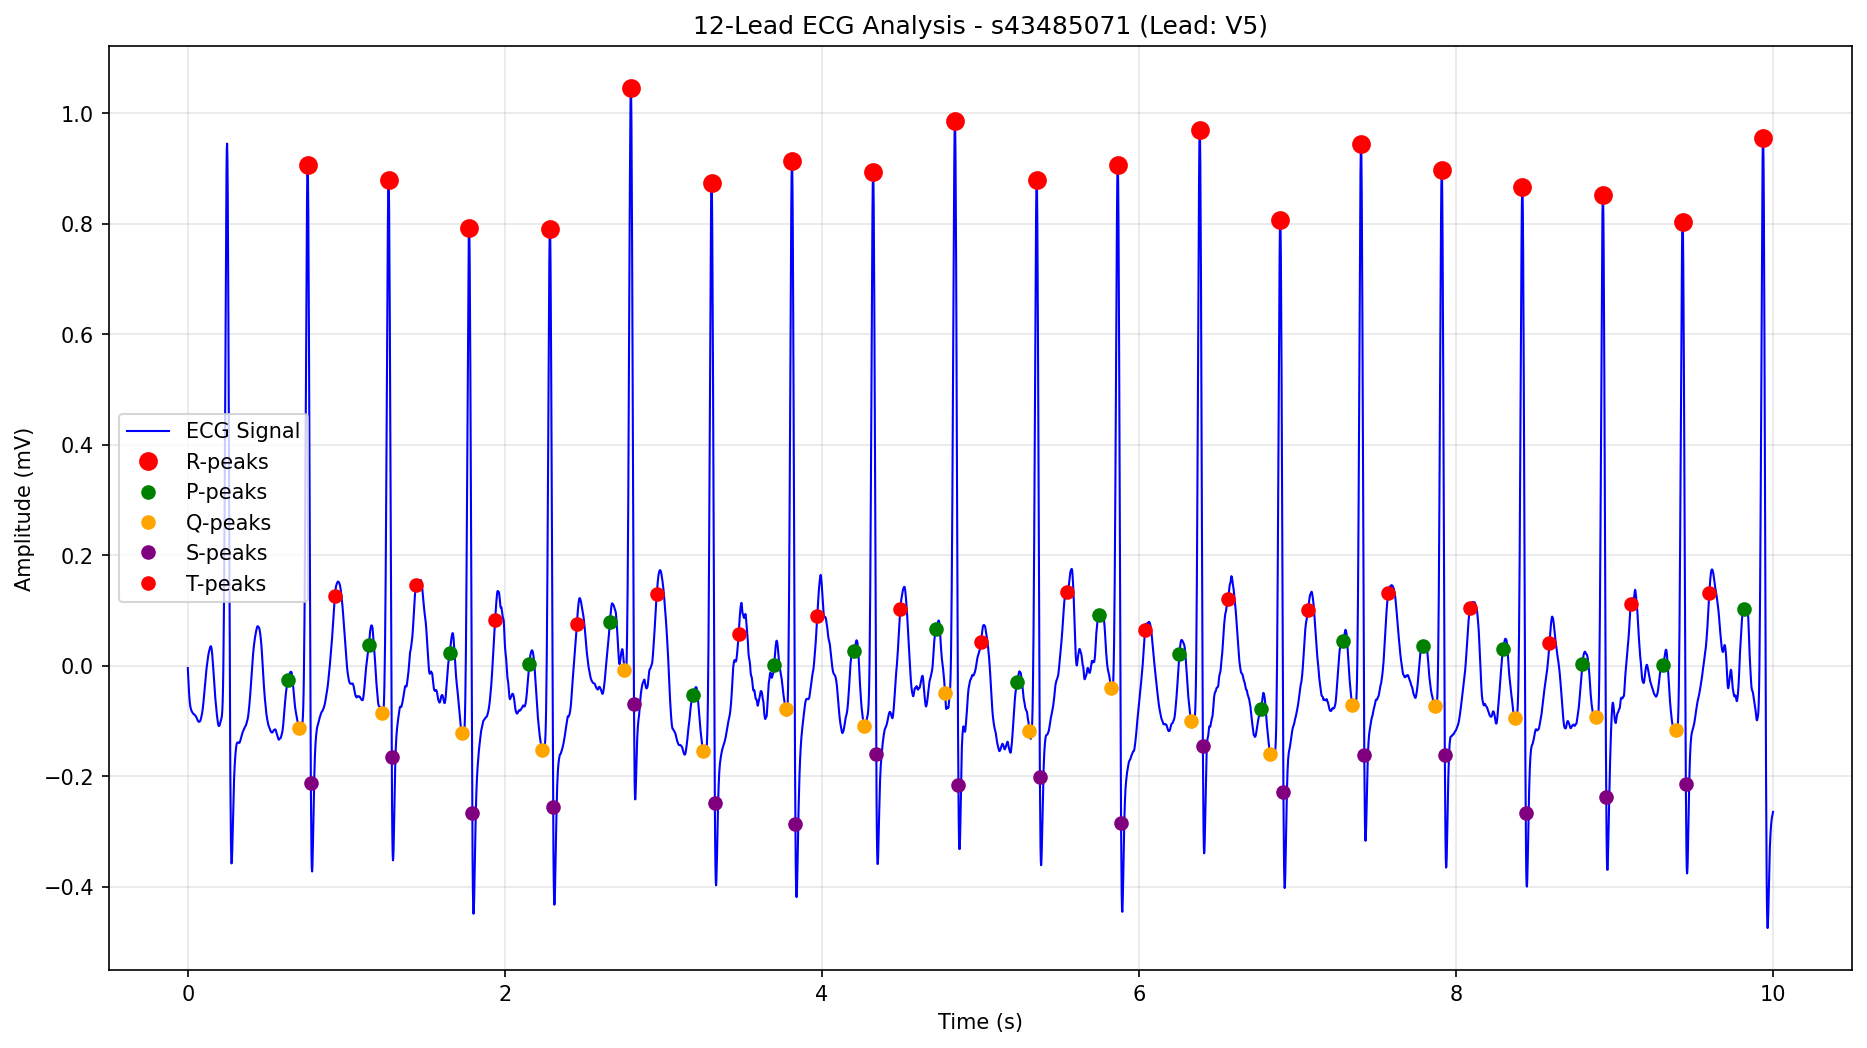 12-Lead ECG Analysis - s43485071 (Lead: V5)
Amplitude (mV)
1.0
0.8
0.6
0.4
0.2
0.0
−0.2
−0.4
ECG Signal
R-peaks
P-peaks
Q-peaks
S-peaks
T-peaks
0 2 4 6 8 10
Time (s)